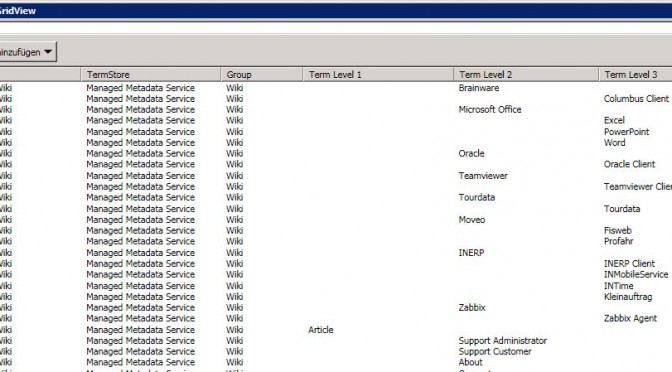 GridView
inzufügen
TermStore Group Term Level 1 Term Level 2 Term Level 3
Wiki Managed Metadata Service Wiki Brainware
Wiki Managed Metadata Service Wiki Columbus Client
Wiki Managed Metadata Service Wiki Microsoft Office
Wiki Managed Metadata Service Wiki Excel
Wiki Managed Metadata Service Wiki PowerPoint
Wiki Managed Metadata Service Wiki Word
Wiki Managed Metadata Service Wiki Oracle
Wiki Managed Metadata Service Wiki Oracle Client
Wiki Managed Metadata Service Wiki Teamviewer
Wiki Managed Metadata Service Wiki Teamviewer Clie
Wiki Managed Metadata Service Wiki Tourdata
Wiki Managed Metadata Service Wiki Tourdata
Wiki Managed Metadata Service Wiki Moveo
Wiki Managed Metadata Service Wiki Fisweb
Wiki Managed Metadata Service Wiki Profahr
Wiki Managed Metadata Service Wiki INERP
Wiki Managed Metadata Service Wiki INERP Client
Wiki Managed Metadata Service Wiki INMobileService
Wiki Managed Metadata Service Wiki INTime
Wiki Managed Metadata Service Wiki Kleinauftrag
Wiki Managed Metadata Service Wiki Zabbix
Wiki Managed Metadata Service Wiki Zabbix Agent
Wiki Managed Metadata Service Wiki Article
Wiki Managed Metadata Service Wiki Support Administrator
Wiki Managed Metadata Service Wiki Support Customer
Wiki Managed Metadata Service Wiki About